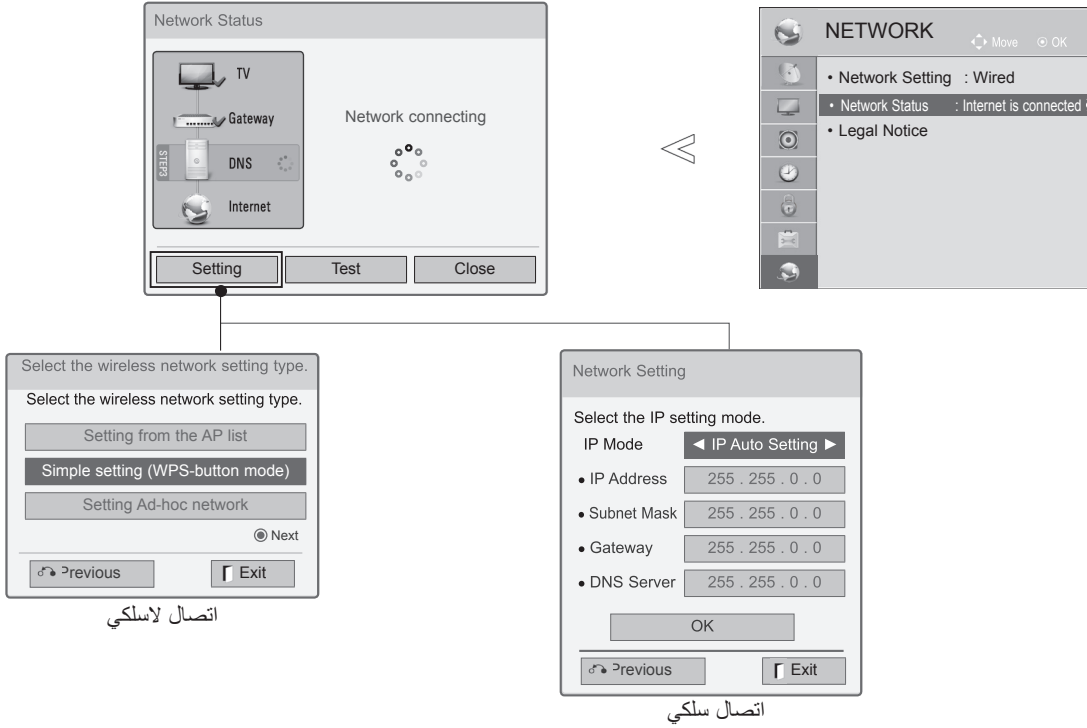 Network Status
TV
Gateway
STEP3
DNS
Internet
Network connecting
Setting
Test
Close
NETWORK
Move
OK
• Network Setting : Wired
• Network Status : Internet is connected
• Legal Notice
Select the wireless network setting type.
Select the wireless network setting type.
Setting from the AP list
Simple setting (WPS-button mode)
Setting Ad-hoc network
Next
Previous
Exit
اتصال لاسلكي
Network Setting
Select the IP setting mode.
IP Mode ◀ IP Auto Setting ▶
• IP Address 255 . 255 . 0 . 0
• Subnet Mask 255 . 255 . 0 . 0
• Gateway 255 . 255 . 0 . 0
• DNS Server 255 . 255 . 0 . 0
OK
Previous
Exit
اتصال سلكي